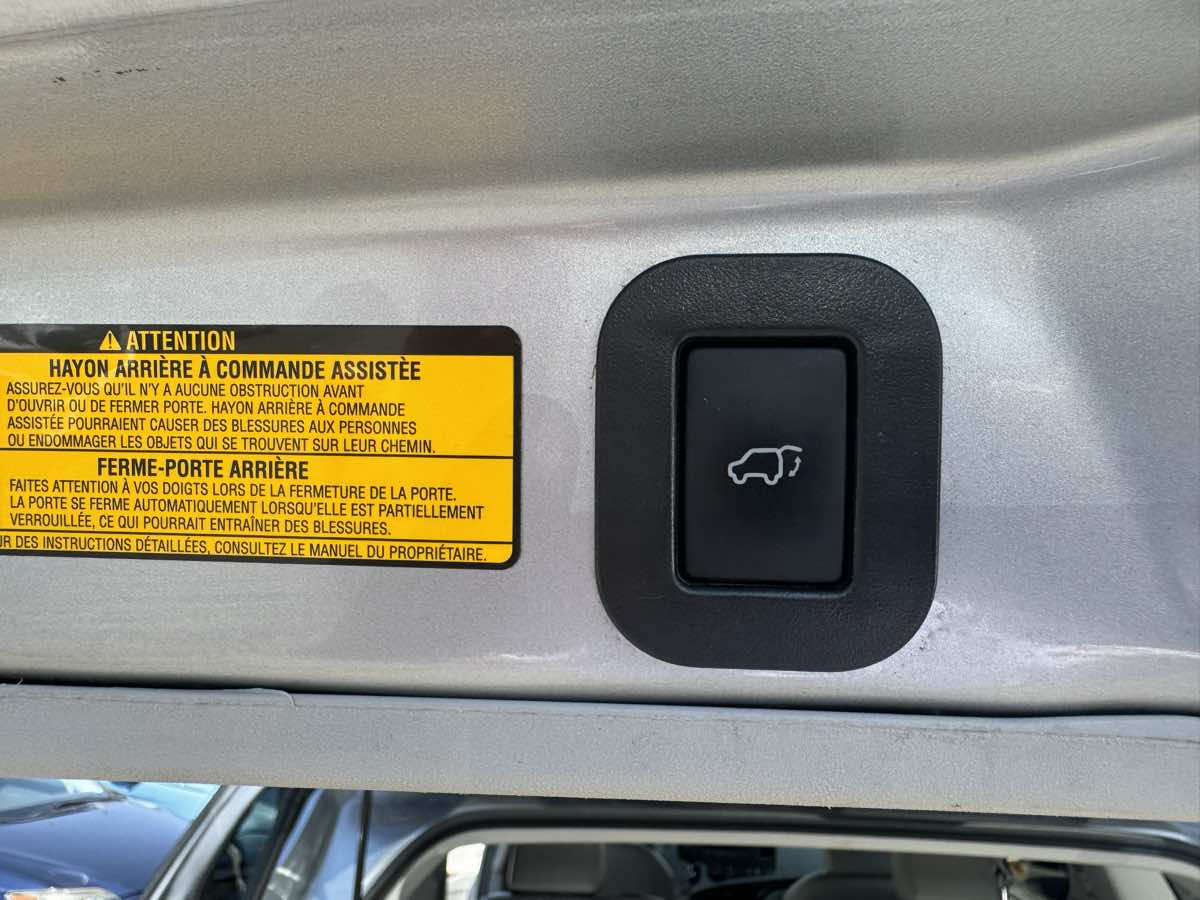 ATTENTION
HAYON ARRIÈRE À COMMANDE ASSISTÈE
ASSUREZ-VOUS QU'IL N'Y A AUCUNE OBSTRUCTION AVANT
D'OUVRIR OU DE FERMER PORTE. HAYON ARRIÈRE À COMMANDE
ASSISTÉE POURRAIENT CAUSER DES BLESSURES AUX PERSONNES
OU ENDOMMAGER LES OBJETS QUI SE TROUVENT SUR LEUR CHEMIN.
FERME-PORTE ARRIÈRE
FAITES ATTENTION À VOS DOIGTS LORS DE LA FERMETURE DE LA PORTE.
LA PORTE SE FERME AUTOMATIQUEMENT LORSQU'ELLE EST PARTIELLEMENT
VERROUILLÉE, CE QUI POURRAIT ENTRAÎNER DES BLESSURES.
DES INSTRUCTIONS DÉTAILLÉES, CONSULTEZ LE MANUEL DU PROPRIÉTAIRE.